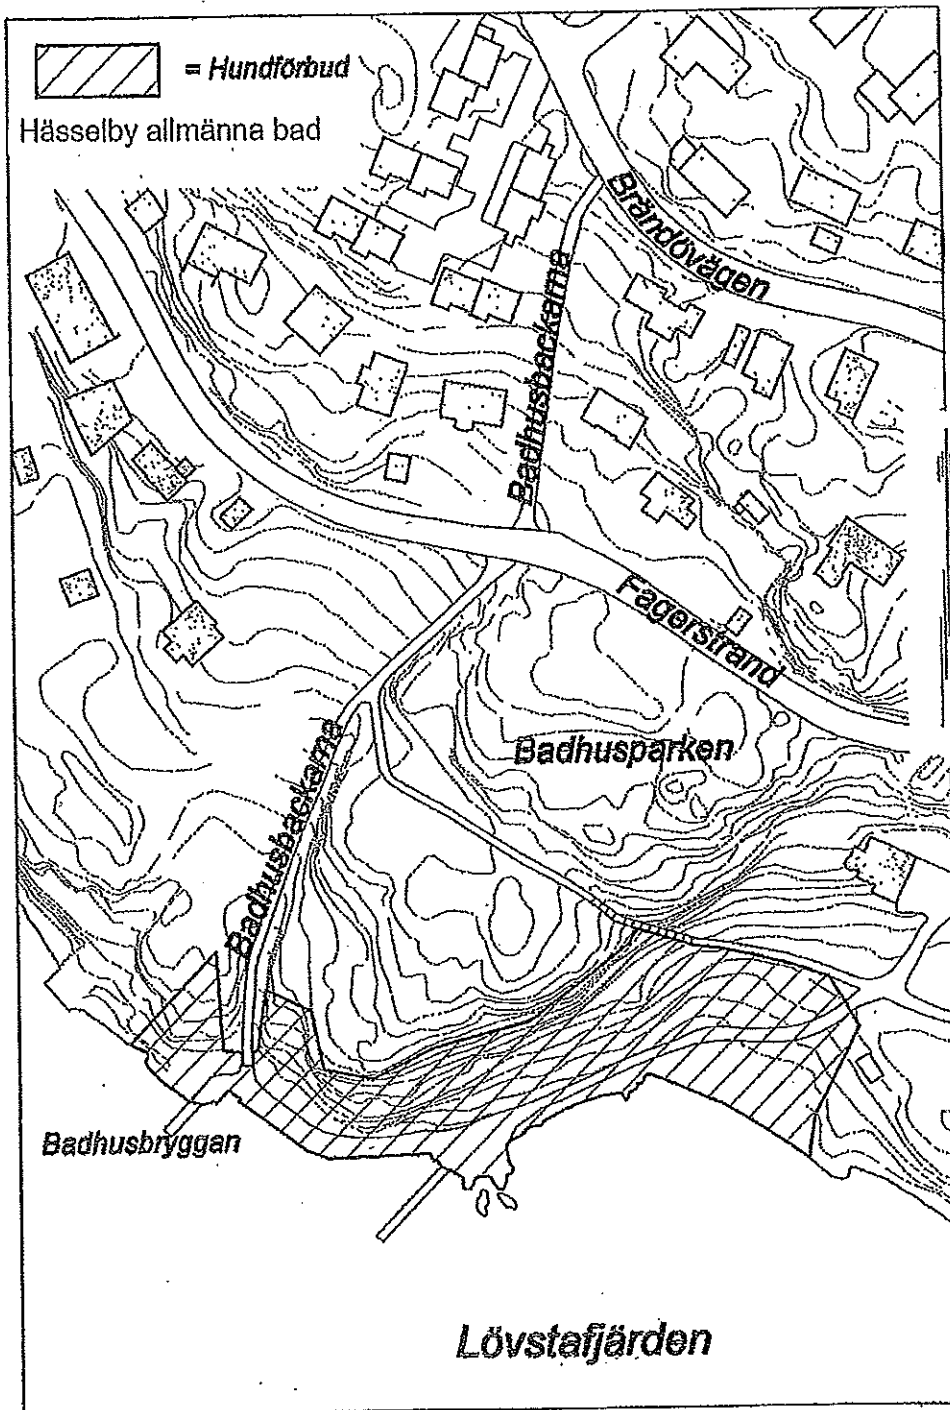 = Hundförbud
Hässelby allmänna bad
Brändövägen
Badhusbackarna
Fagerstrand
Badhusparken
Badhusbackarna
Badhusbryggan
Lövstafjärden